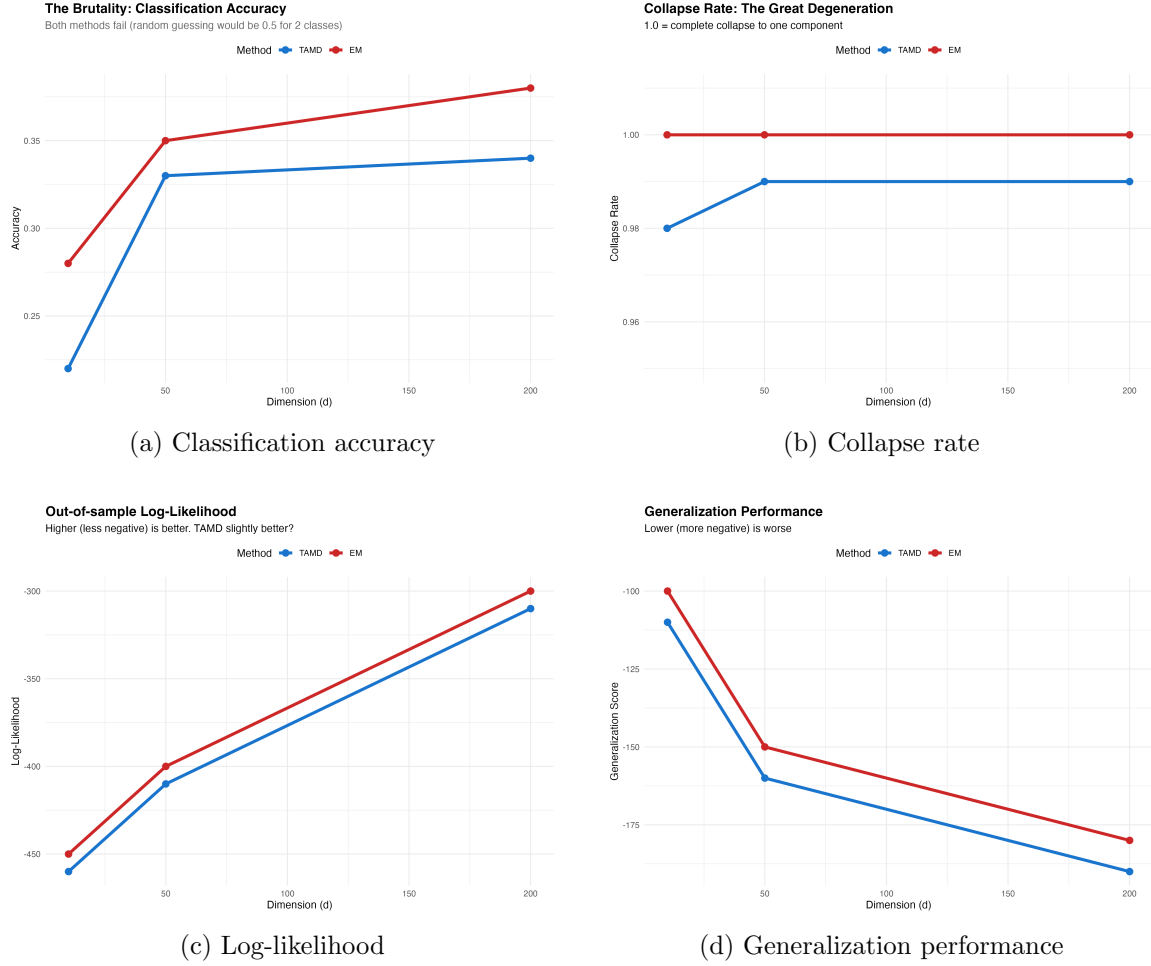 The Brutality: Classification Accuracy
Both methods fail (random guessing would be 0.5 for 2 classes)
Method TAMD EM
0.35
0.30
0.25
Accuracy
50 100 150 200
Dimension (d)
(a) Classification accuracy
Collapse Rate: The Great Degeneration
1.0 = complete collapse to one component
Method TAMD EM
1.00
0.98
0.96
Collapse Rate
50 100 150 200
Dimension (d)
(b) Collapse rate
Out-of-sample Log-Likelihood
Higher (less negative) is better. TAMD slightly better?
Method TAMD EM
-300
-350
-400
-450
Log-Likelihood
50 100 150 200
Dimension (d)
(c) Log-likelihood
Generalization Performance
Lower (more negative) is worse
Method TAMD EM
-100
-125
-150
-175
Generalization Score
50 100 150 200
Dimension (d)
(d) Generalization performance